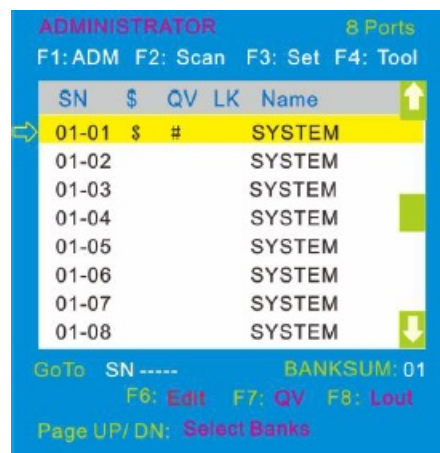 ADMINISTRATOR 8 Ports
F1: ADM F2: Scan F3: Set F4: Tool
SN $ QV LK Name
01-01 $ # SYSTEM
01-02 SYSTEM
01-03 SYSTEM
01-04 SYSTEM
01-05 SYSTEM
01-06 SYSTEM
01-07 SYSTEM
01-08 SYSTEM
GoTo SN ----- BANKSUM: 01
F6: Edit F7: QV F8: Lout
Page UP/ DN: Select Banks